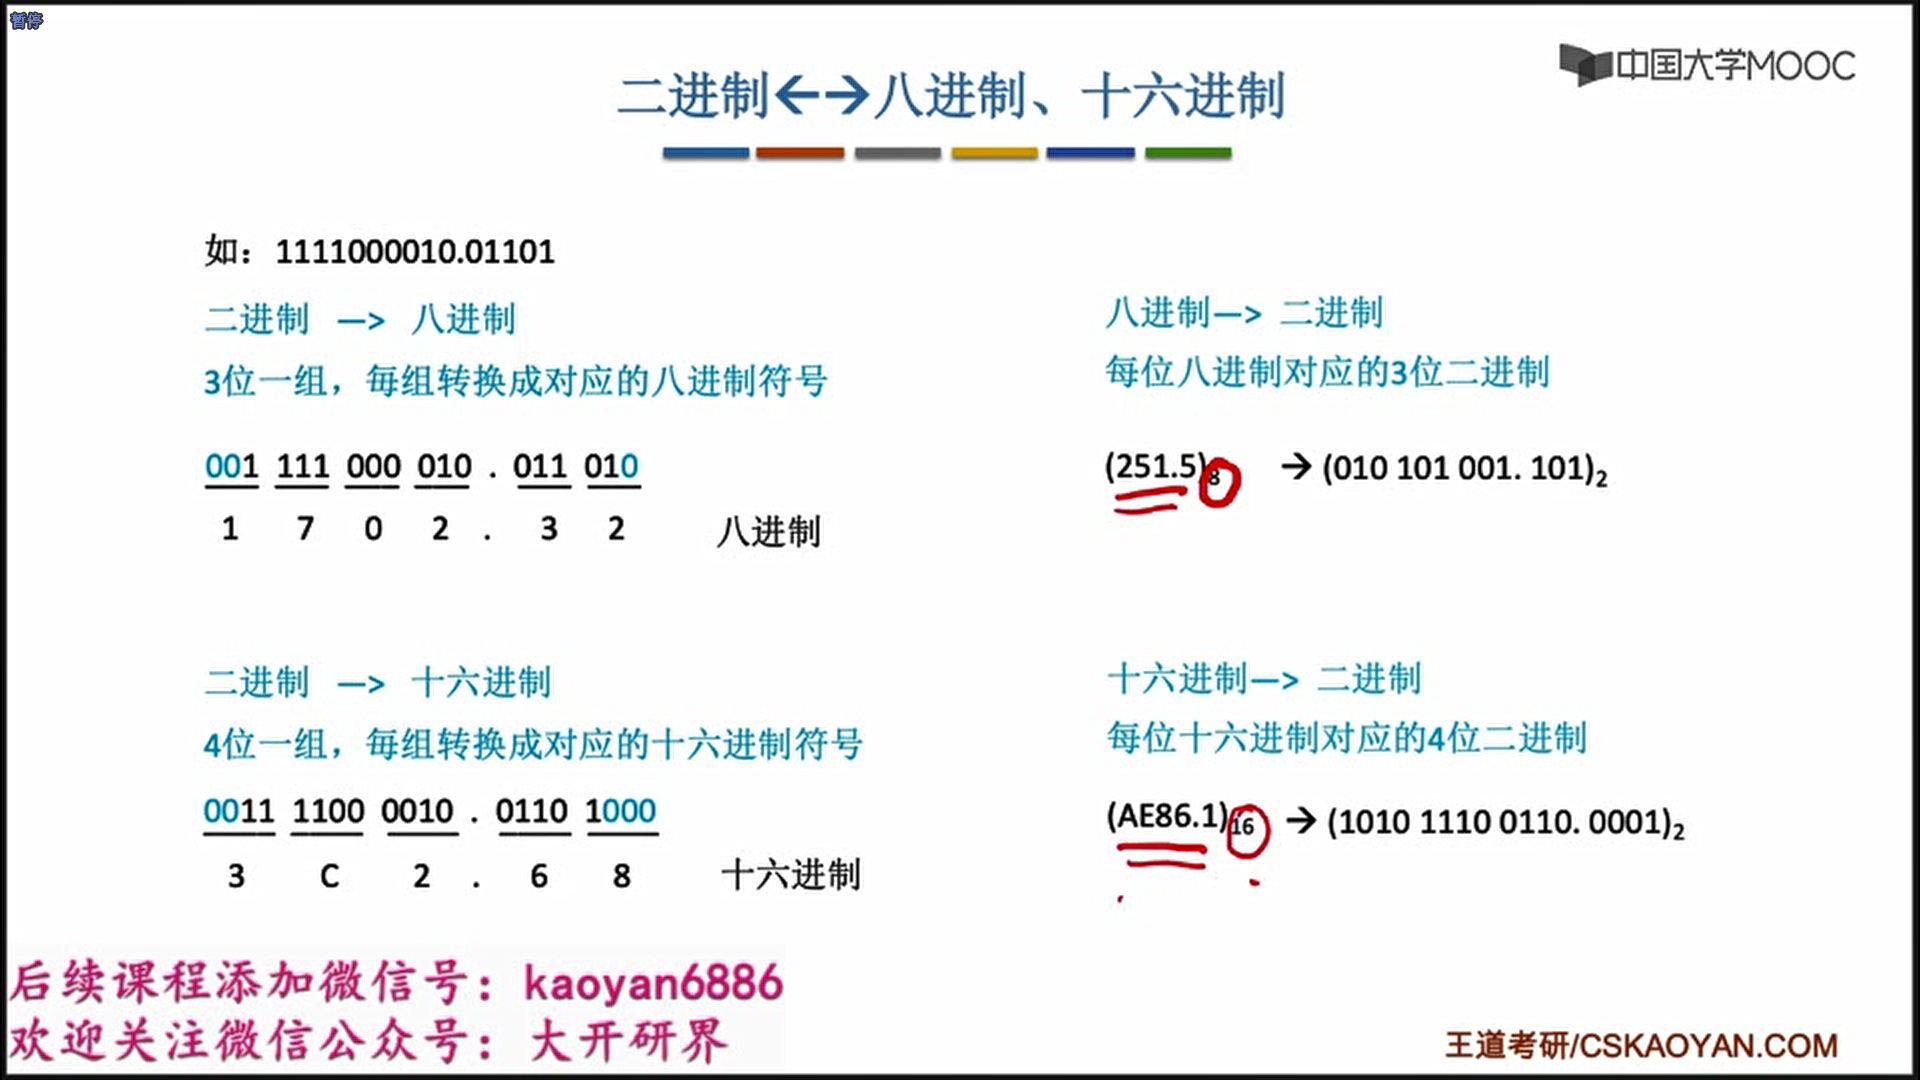 暂停
中国大学MOOC
二进制←→八进制、十六进制
如：1111000010.01101
二进制 —> 八进制
3位一组，每组转换成对应的八进制符号
001 111 000 010 . 011 010
1 7 0 2 . 3 2 八进制
二进制 —> 十六进制
4位一组，每组转换成对应的十六进制符号
0011 1100 0010 . 0110 1000
3 C 2 . 6 8 十六进制
八进制—> 二进制
每位八进制对应的3位二进制
(251.5)8 → (010 101 001. 101)2
十六进制—> 二进制
每位十六进制对应的4位二进制
(AE86.1)16 → (1010 1110 0110. 0001)2
后续课程添加微信号：kaoyan6886
欢迎关注微信公众号：大开研界
王道考研/CSKAOYAN.COM